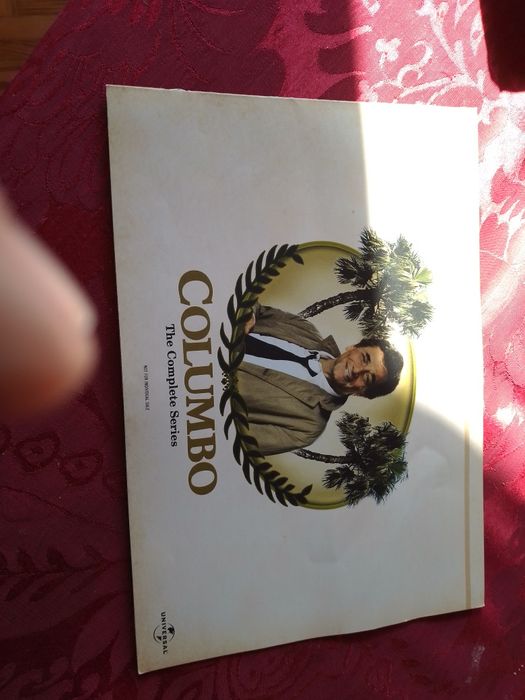 COLUMBO
The Complete Series
NOT FOR INDIVIDUAL SALE
UNIVERSAL